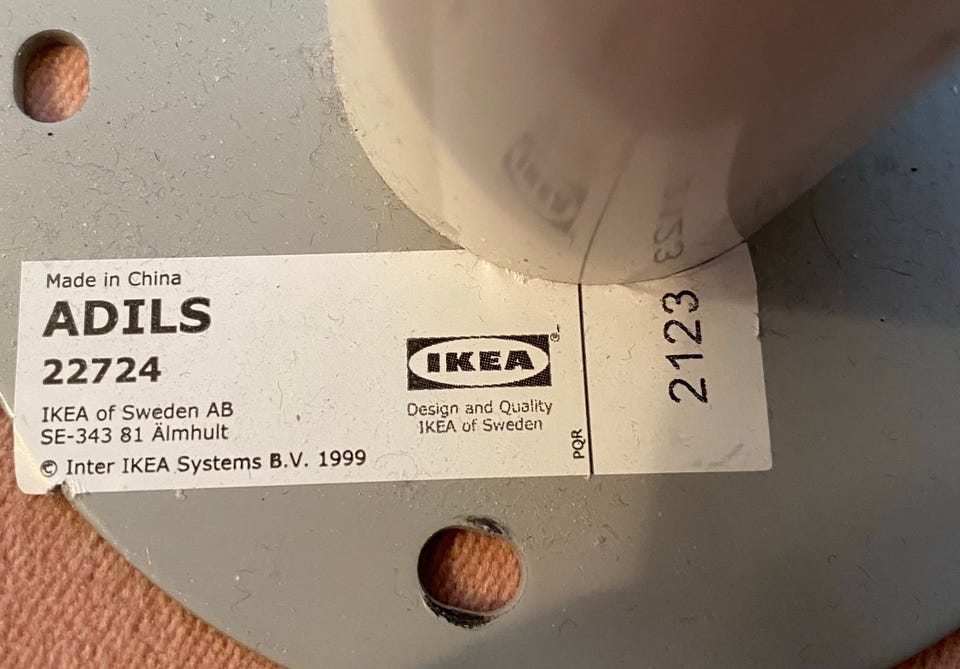 Made in China
ADILS
22724
IKEA of Sweden AB
SE-343 81 Älmhult
© Inter IKEA Systems B.V. 1999
IKEA®
Design and Quality
IKEA of Sweden
PQR
2123